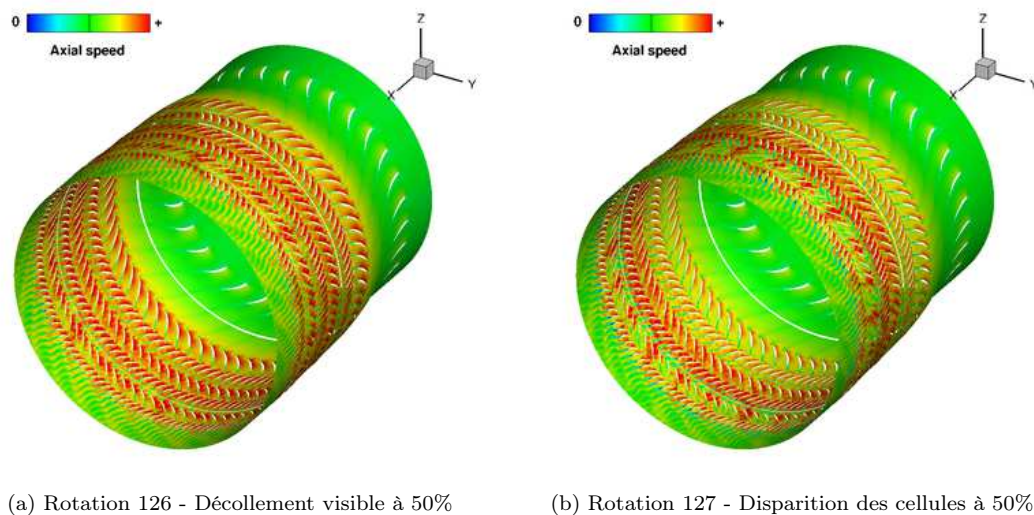 0 +
Axial speed
Z
X
Y
0 +
Axial speed
Z
X
Y
(a) Rotation 126 - Décollement visible à 50%
(b) Rotation 127 - Disparition des cellules à 50%